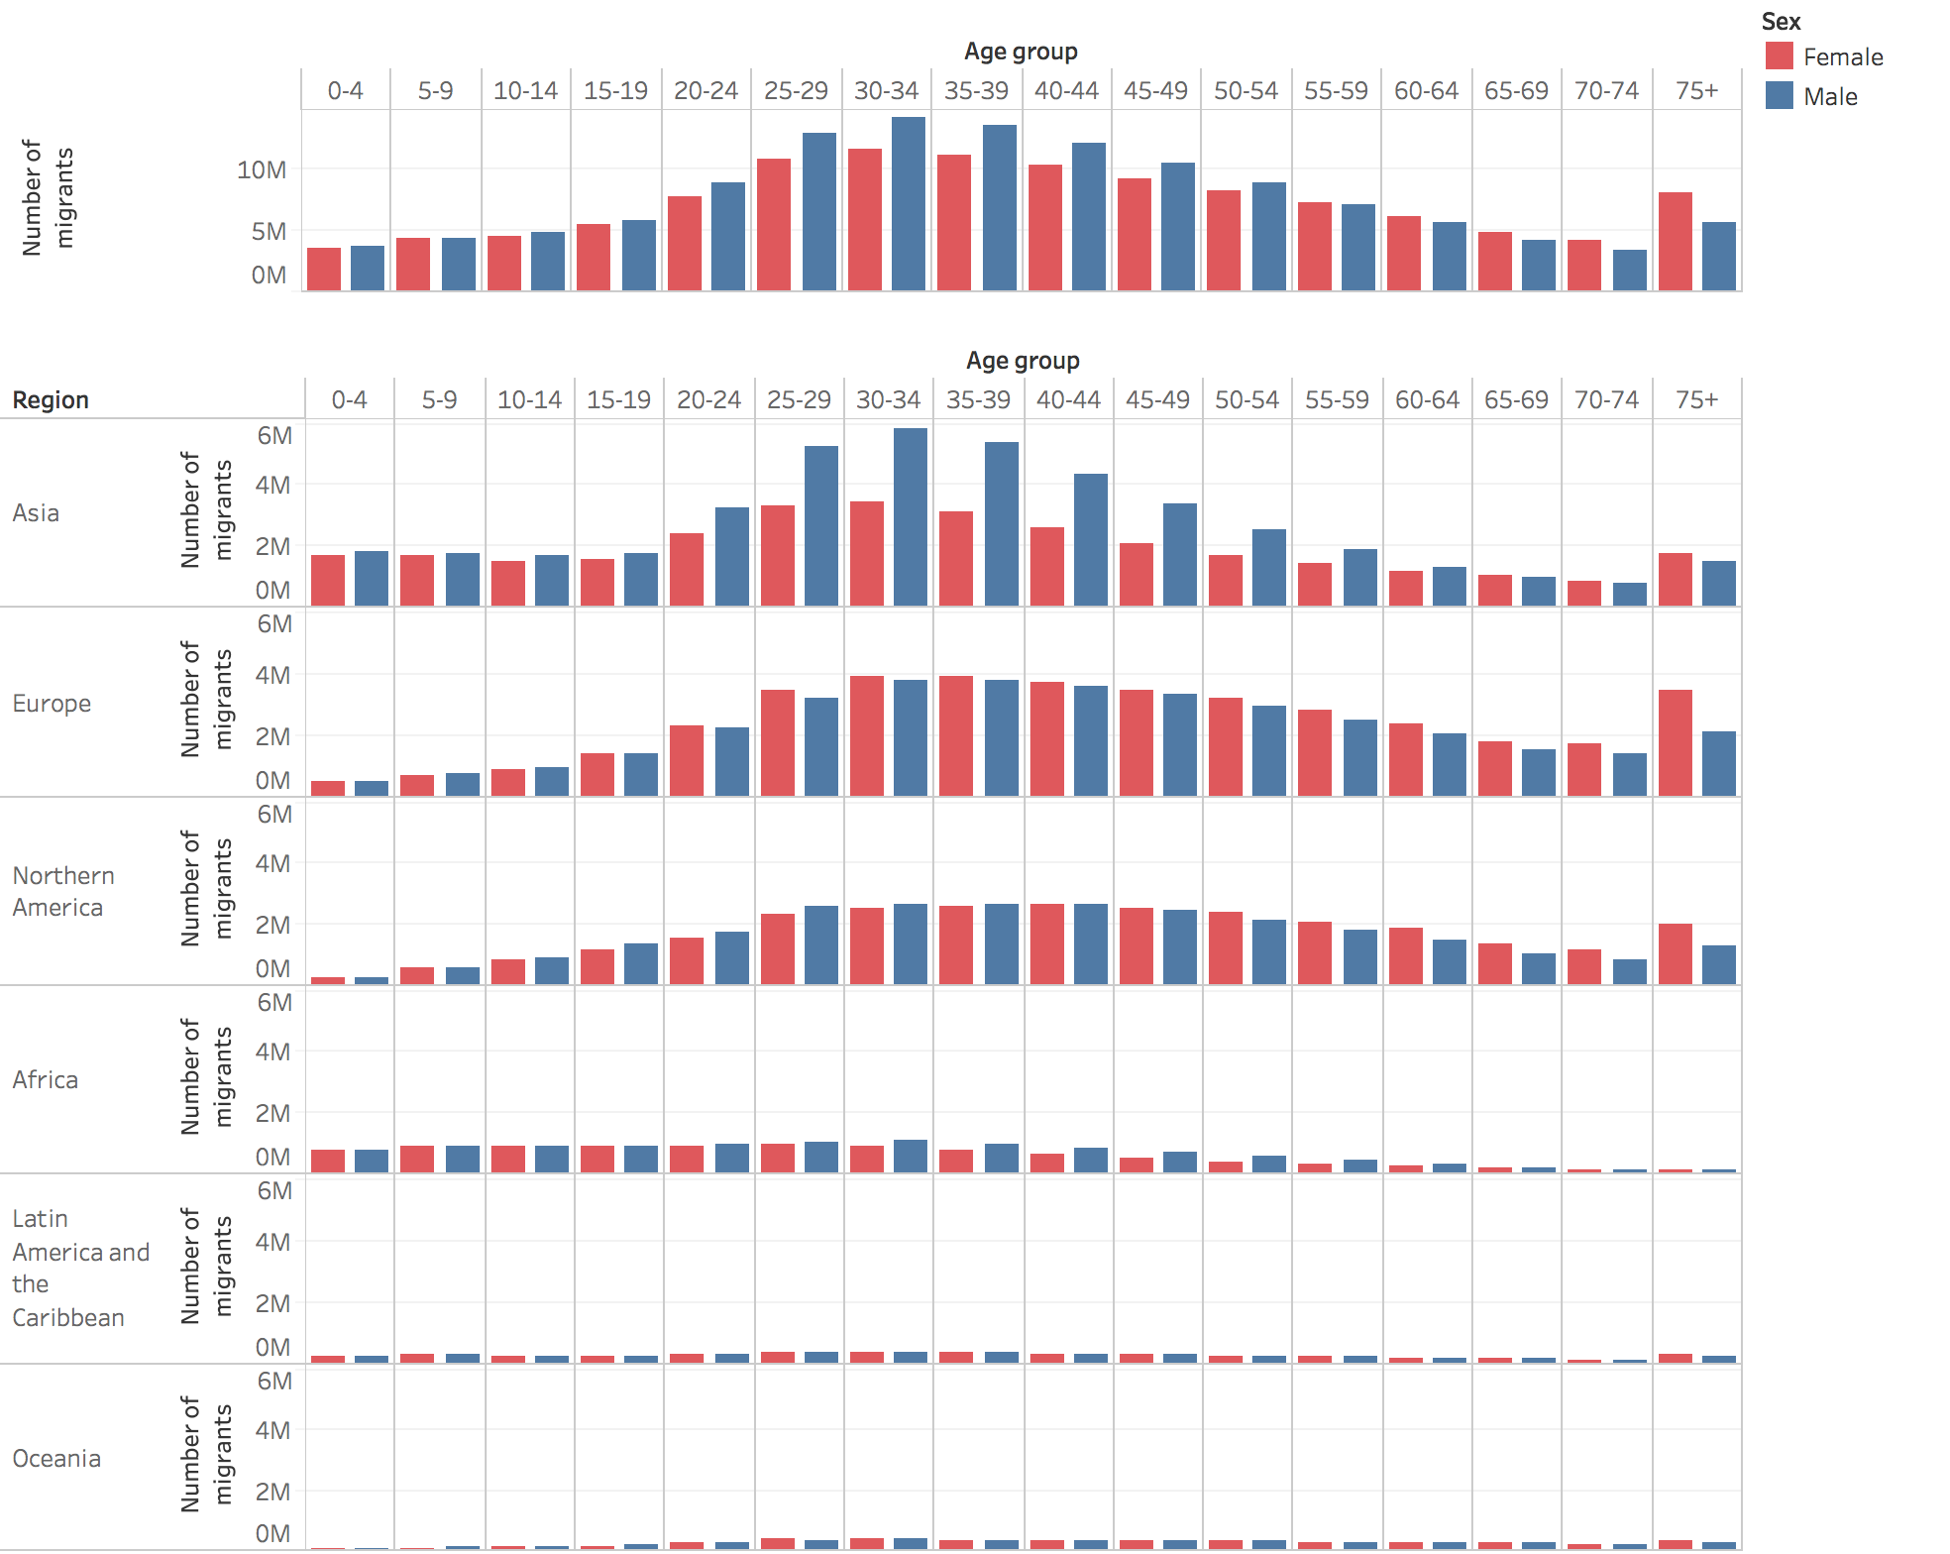 Sex
Female
Male
Age group
0-4 5-9 10-14 15-19 20-24 25-29 30-34 35-39 40-44 45-49 50-54 55-59 60-64 65-69 70-74 75+
Number of
migrants
10M
5M
0M
Age group
Region
0-4 5-9 10-14 15-19 20-24 25-29 30-34 35-39 40-44 45-49 50-54 55-59 60-64 65-69 70-74 75+
Asia
Number of
migrants
6M
4M
2M
0M
Europe
Number of
migrants
6M
4M
2M
0M
Northern
America
Number of
migrants
6M
4M
2M
0M
Africa
Number of
migrants
6M
4M
2M
0M
Latin
America and
the
Caribbean
Number of
migrants
6M
4M
2M
0M
Oceania
Number of
migrants
6M
4M
2M
0M